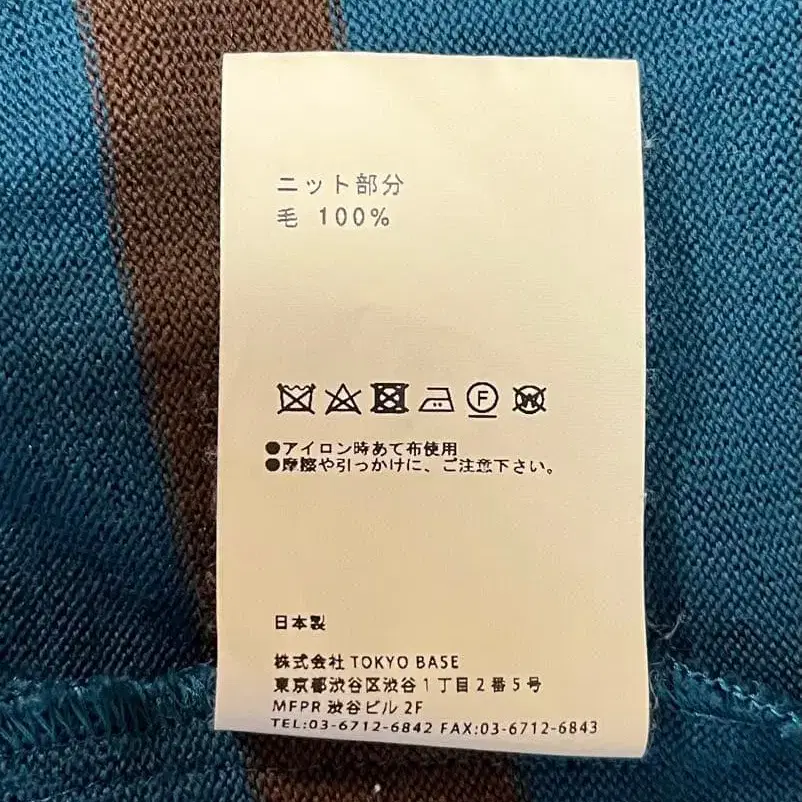 ニット部分
毛 100%
F W
●アイロン時あて布使用
●摩擦や引っかけに、ご注意下さい。
日本製
株式会社 TOKYO BASE
東京都渋谷区渋谷1丁目2番5号
MFPR 渋谷ビル 2F
TEL:03-6712-6842 FAX:03-6712-6843